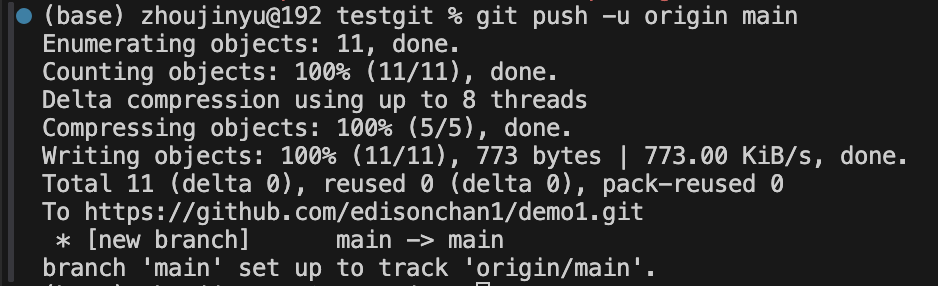 (base) zhoujinyu@192 testgit % git push -u origin main
Enumerating objects: 11, done.
Counting objects: 100% (11/11), done.
Delta compression using up to 8 threads
Compressing objects: 100% (5/5), done.
Writing objects: 100% (11/11), 773 bytes | 773.00 KiB/s, done.
Total 11 (delta 0), reused 0 (delta 0), pack-reused 0
To https://github.com/edisonchan1/demo1.git
 * [new branch]      main -> main
branch 'main' set up to track 'origin/main'.